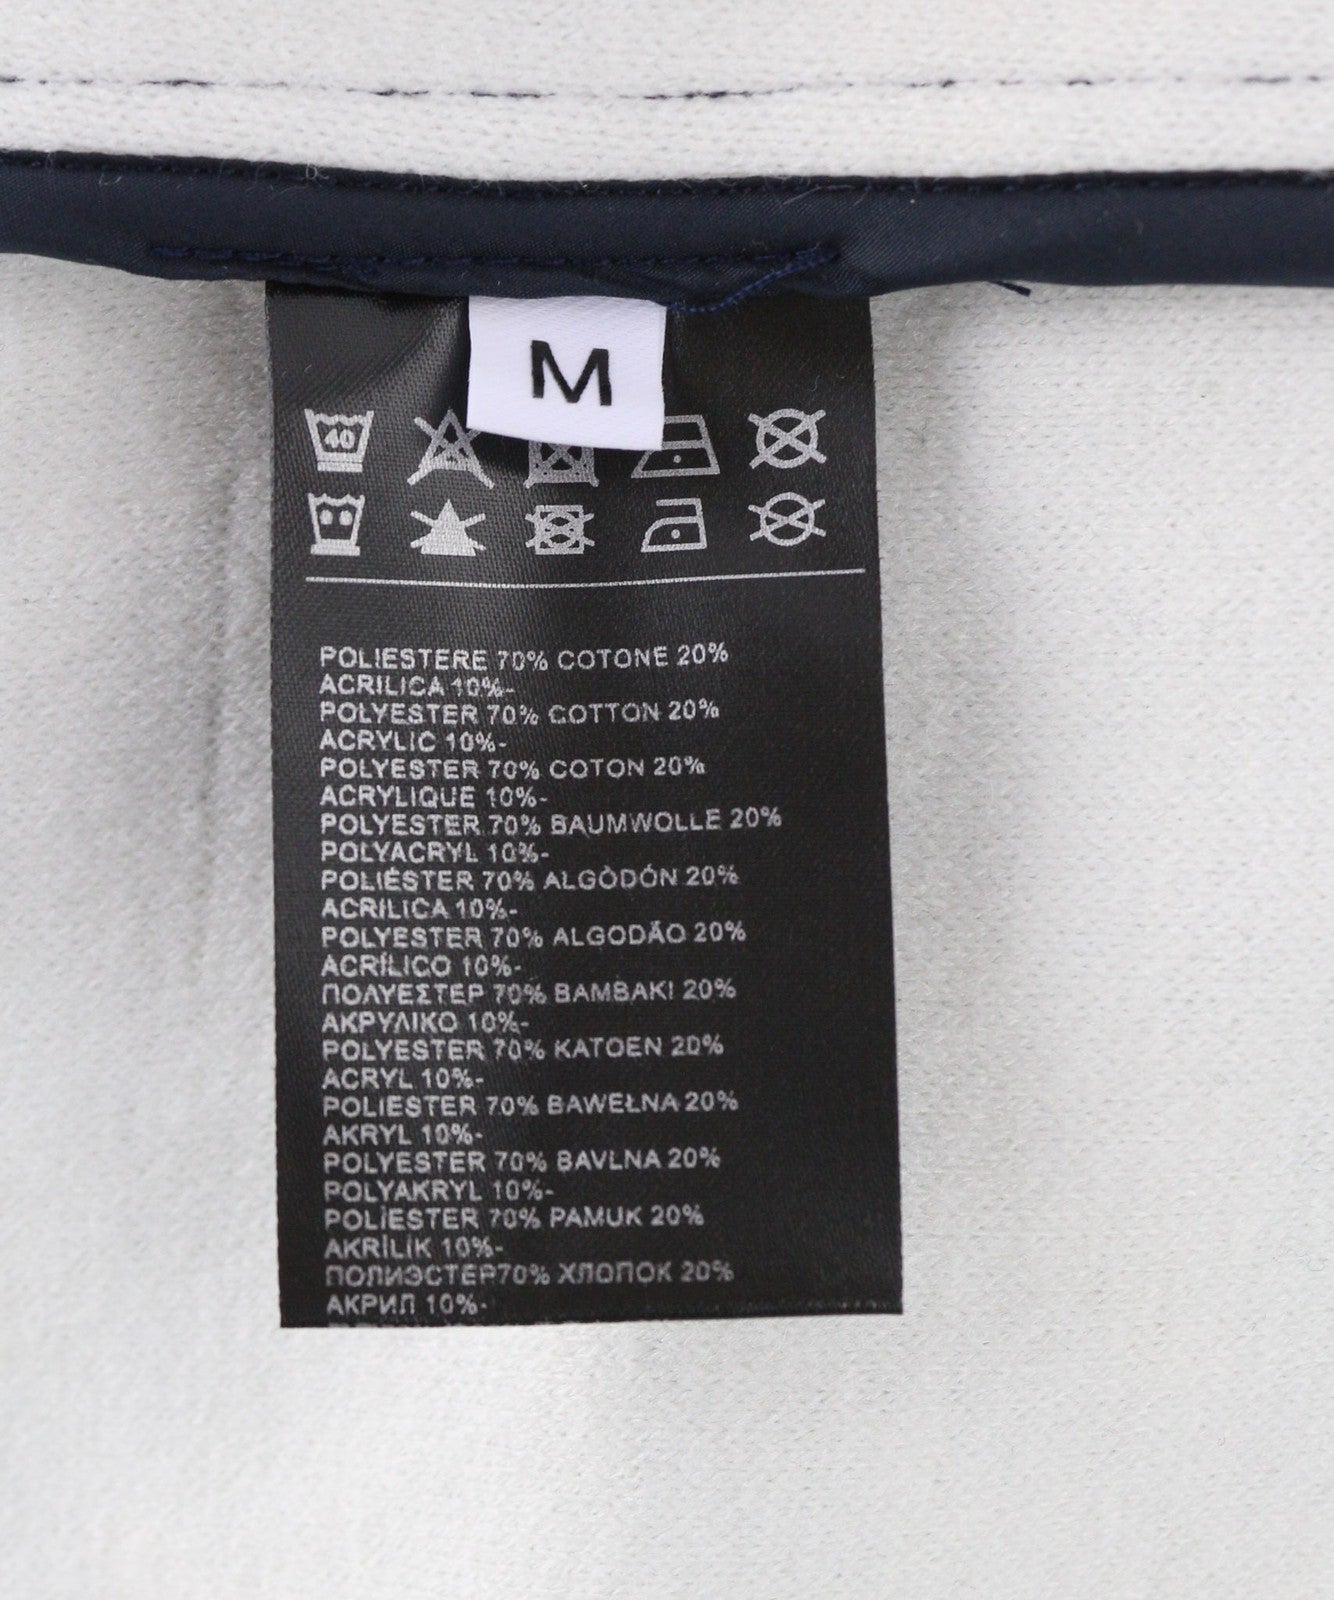 M
40
POLIESTERE 70% COTONE 20%
ACRILICA 10%-
POLYESTER 70% COTTON 20%
ACRYLIC 10%-
POLYESTER 70% COTON 20%
ACRYLIQUE 10%-
POLYESTER 70% BAUMWOLLE 20%
POLYACRYL 10%-
POLIÉSTER 70% ALGÒDÓN 20%
ACRILICA 10%-
POLYESTER 70% ALGODÃO 20%
ACRÍLICO 10%-
ΠΟΛΥΕΣΤΕΡ 70% BAMBAKI 20%
ΑΚΡΥΛΙΚΟ 10%-
POLYESTER 70% KATOEN 20%
ACRYL 10%-
POLIESTER 70% BAWEŁNA 20%
AKRYL 10%-
POLYESTER 70% BAVLNA 20%
POLYAKRYL 10%-
POLİESTER 70% PAMUK 20%
AKRİLİK 10%-
ПОЛИЭСТЕР70% ХЛОПОК 20%
АКРИЛ 10%-